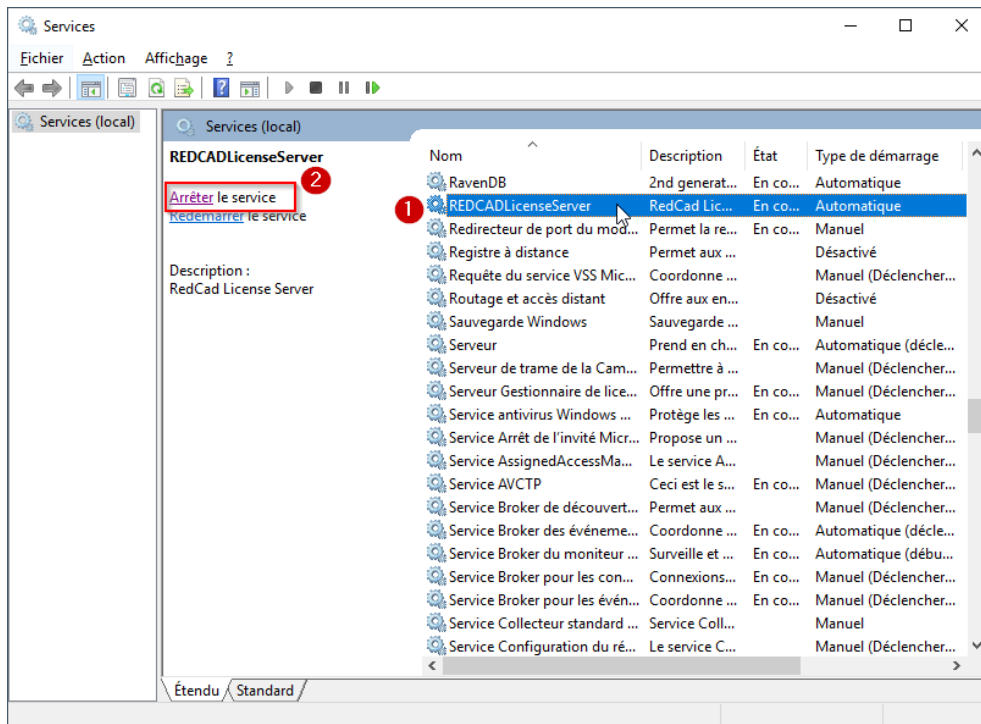 Services
Fichier Action Affichage ?
Services (local)
Services (local)
REDCADLicenseServer
2
Arrêter le service
Redémarrer le service
Description :
RedCad License Server
1
Nom Description État Type de démarrage
RavenDB 2nd generat... En co... Automatique
REDCADLicenseServer RedCad Lic... En co... Automatique
Redirecteur de port du mod... Permet la re... En co... Manuel
Registre à distance Permet aux ... Désactivé
Requête du service VSS Mic... Coordonne ... Manuel (Déclencher...
Routage et accès distant Offre aux en... Désactivé
Sauvegarde Windows Sauvegarde ... Manuel
Serveur Prend en ch... En co... Automatique (décle...
Serveur de trame de la Cam... Permettre à ... Manuel (Déclencher...
Serveur Gestionnaire de lice... Offre une pr... En co... Manuel (Déclencher...
Service antivirus Windows ... Protège les ... En co... Automatique
Service Arrêt de l'invité Micr... Propose un ... Manuel (Déclencher...
Service AssignedAccessMa... Le service A... Manuel (Déclencher...
Service AVCTP Ceci est le s... En co... Manuel (Déclencher...
Service Broker de découvert... Permet aux ... Manuel (Déclencher...
Service Broker des événeme... Coordonne ... En co... Automatique (décle...
Service Broker du moniteur ... Surveille et ... En co... Automatique (débu...
Service Broker pour les con... Connexions... En co... Manuel (Déclencher...
Service Broker pour les évén... Coordonne ... En co... Manuel (Déclencher...
Service Collecteur standard ... Service Coll... Manuel
Service Configuration du ré... Le service C... Manuel (Déclencher...
Étendu Standard